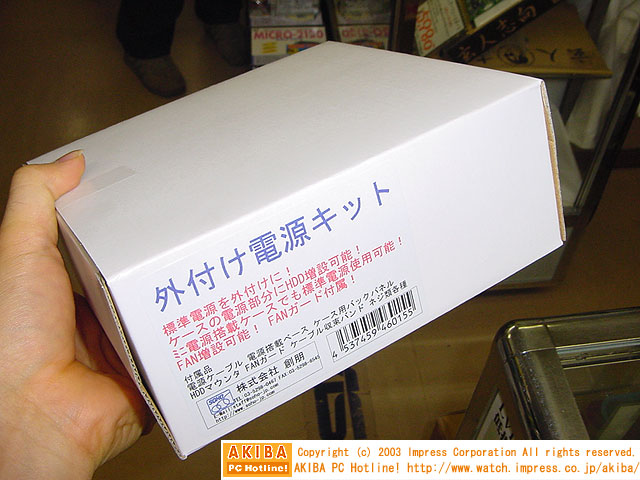 MICRO-2150
外付け電源キット
標準電源を外付けに!
ケースの電源部分にHDD増設可能!
ミニ電源搭載ケースでも標準電源使用可能!
FAN増設可能! FANガード付属!
付属品
電源ケーブル 電源搭載ベース ケース用バックパネル
HDDマウンタ FANガード ケーブル収束バンド ネジ類各種
株式会社 創朋
4 537459 460155
AKIBA
PC Hotline!
Copyright (c) 2003 Impress Corporation All rights reserved.
AKIBA PC Hotline! http://www.watch.impress.co.jp/akiba/